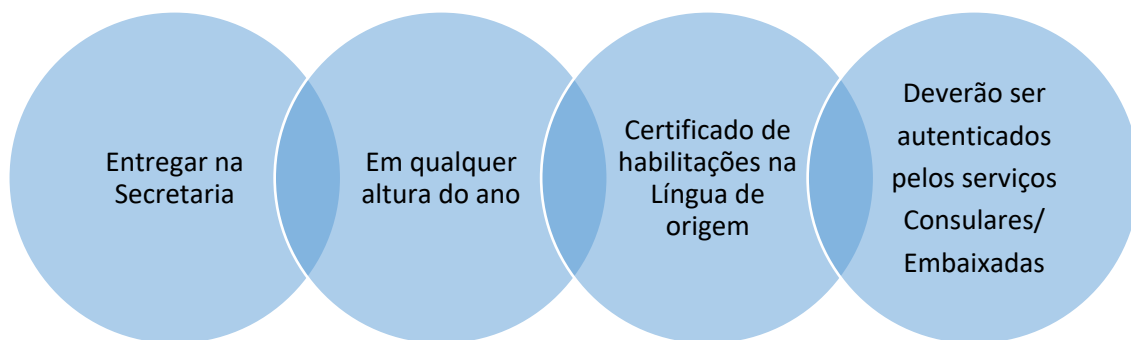 Entregar na
Secretaria
Em qualquer
altura do ano
Certificado de
habilitações na
Língua de
origem
Deverão ser
autenticados
pelos serviços
Consulares/
Embaixadas